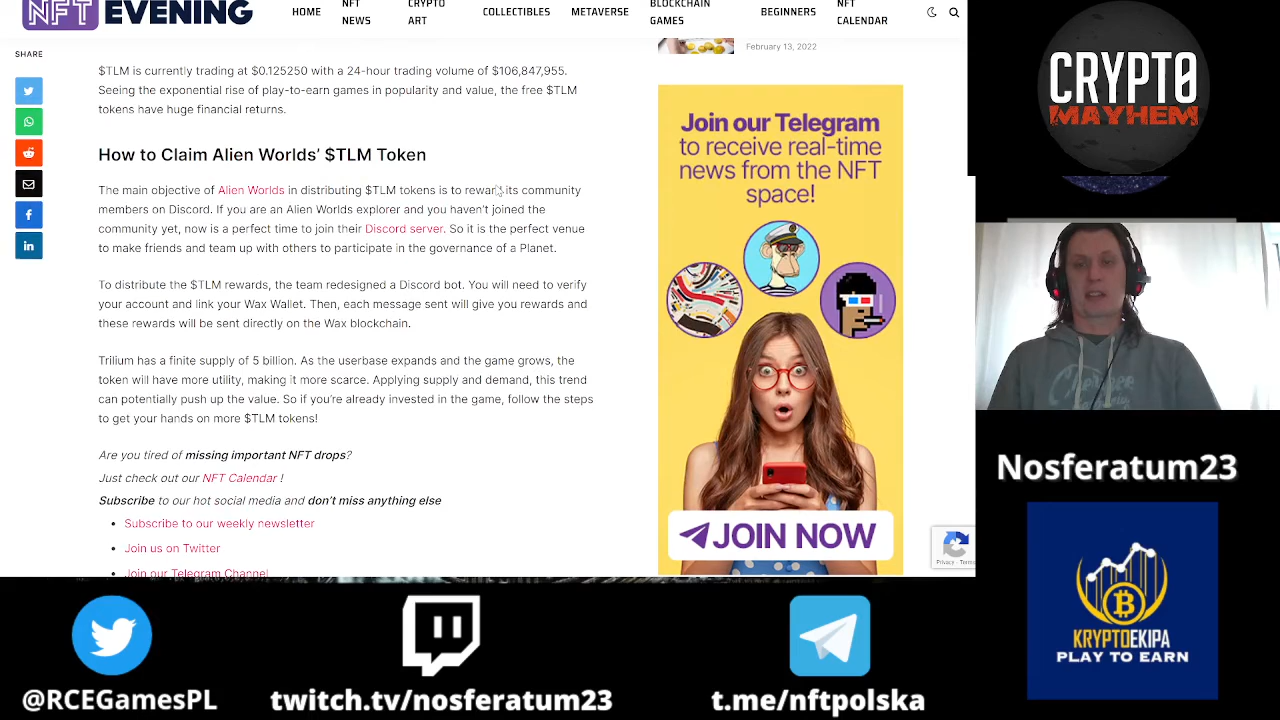 NFT EVENING
HOME
NFT NEWS
CRYPTO ART
COLLECTIBLES
METAVERSE
BLOCKCHAIN GAMES
BEGINNERS
NFT CALENDAR
SHARE
$TLM is currently trading at $0.125250 with a 24-hour trading volume of $106,847,955.
Seeing the exponential rise of play-to-earn games in popularity and value, the free $TLM
tokens have huge financial returns.
How to Claim Alien Worlds' $TLM Token
The main objective of Alien Worlds in distributing $TLM tokens is to reward its community
members on Discord. If you are an Alien Worlds explorer and you haven't joined the
community yet, now is a perfect time to join their Discord server. So it is the perfect venue
to make friends and team up with others to participate in the governance of a Planet.
To distribute the $TLM rewards, the team redesigned a Discord bot. You will need to verify
your account and link your Wax Wallet. Then, each message sent will give you rewards and
these rewards will be sent directly on the Wax blockchain.
Trilium has a finite supply of 5 billion. As the userbase expands and the game grows, the
token will have more utility, making it more scarce. Applying supply and demand, this trend
can potentially push up the value. So if you're already invested in the game, follow the steps
to get your hands on more $TLM tokens!
Are you tired of missing important NFT drops?
Just check out our NFT Calendar !
Subscribe to our hot social media and don't miss anything else
• Subscribe to our weekly newsletter
• Join us on Twitter
• Join our Telegram Channel
February 13, 2022
Join our Telegram
to receive real-time
news from the NFT
space!
JOIN NOW
Privacy - Terms
CRYPTO
MAYHEM
Nosferatum23
KRYPTOEKIPA
PLAY TO EARN
@RCEGamesPL
twitch.tv/nosferatum23
t.me/nftpolska